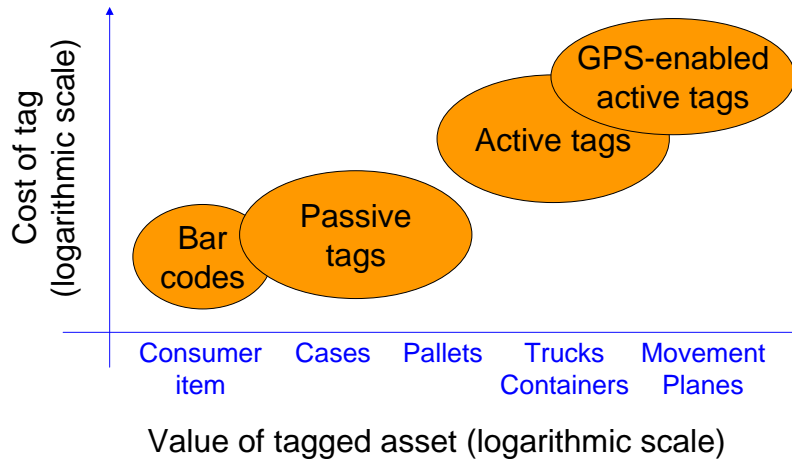 Cost of tag
(logarithmic scale)
GPS-enabled
active tags
Active tags
Passive
tags
Bar
codes
Consumer
item
Cases
Pallets
Trucks
Containers
Movement
Planes
Value of tagged asset (logarithmic scale)